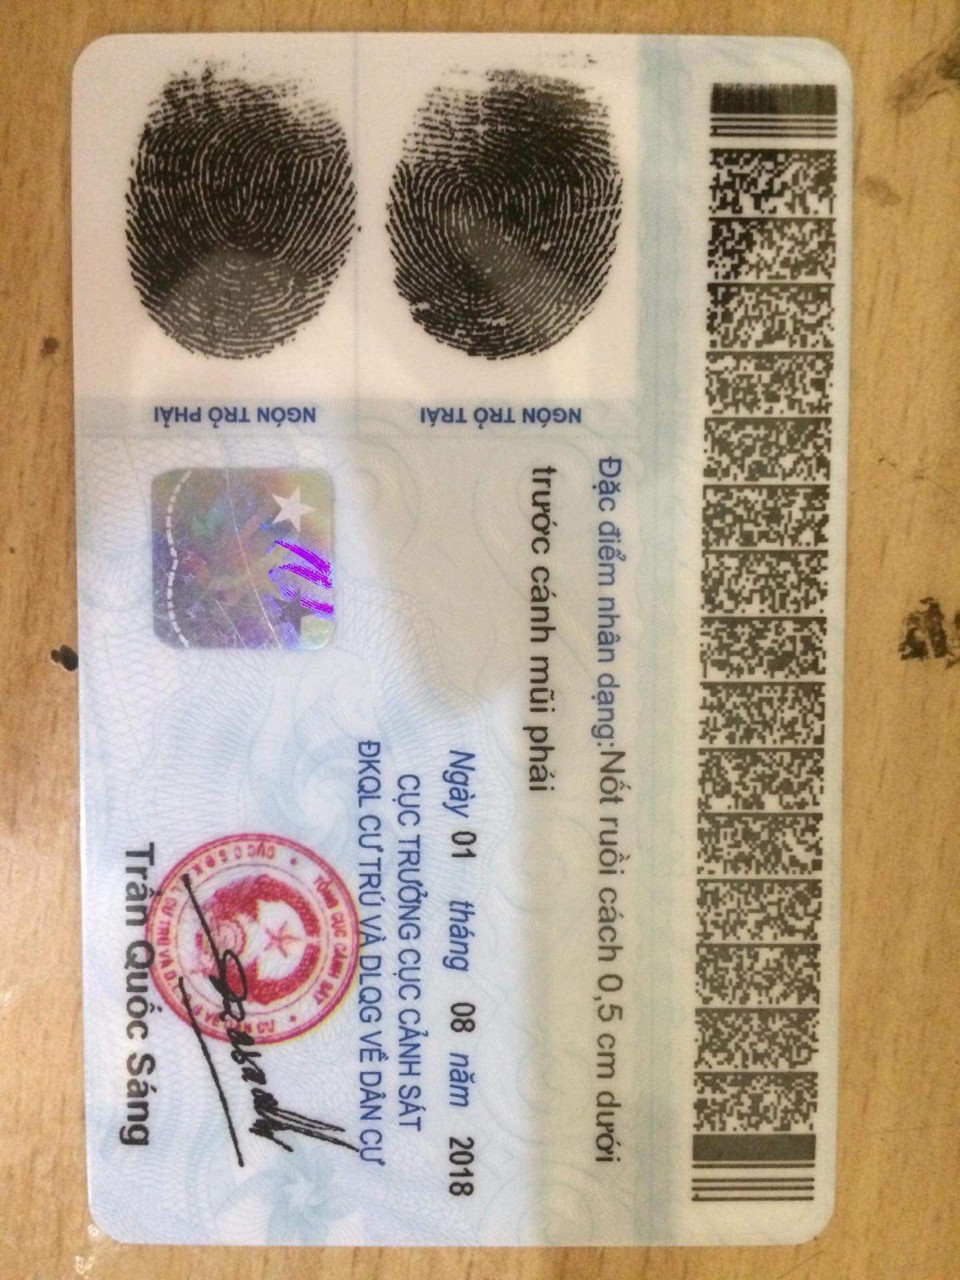 Đặc điểm nhân dạng:Nốt ruồi cách 0,5 cm dưới
trước cánh mũi phải
NGÓN TRỎ TRÁI
NGÓN TRỎ PHẢI
Ngày 01 tháng 08 năm 2018
CỤC TRƯỞNG CỤC CẢNH SÁT
ĐKQL CƯ TRÚ VÀ DLQG VỀ DÂN CƯ
TỔNG CỤC CẢNH SÁT
Trần Quốc Sáng